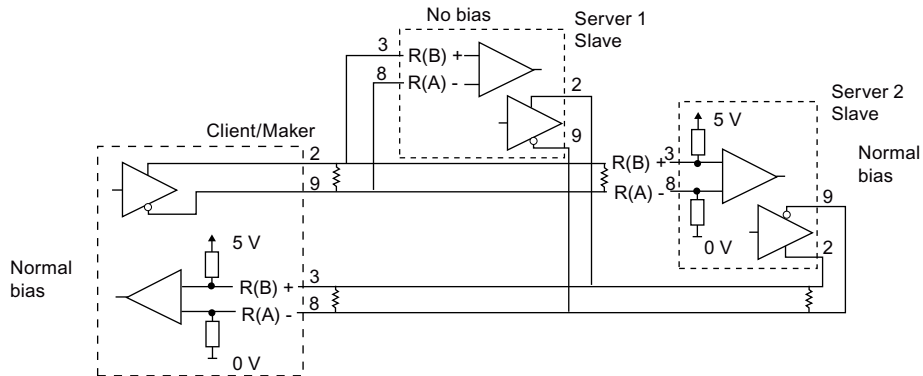 No bias
Server 1
Slave
3
R(B) +
8
R(A) -
2
9
Server 2
Slave
5 V
Client/Maker
2
9
R(B) +
3
R(A) -
8
Normal
bias
0 V
9
2
5 V
Normal
bias
R(B) +
3
R(A) -
8
0 V